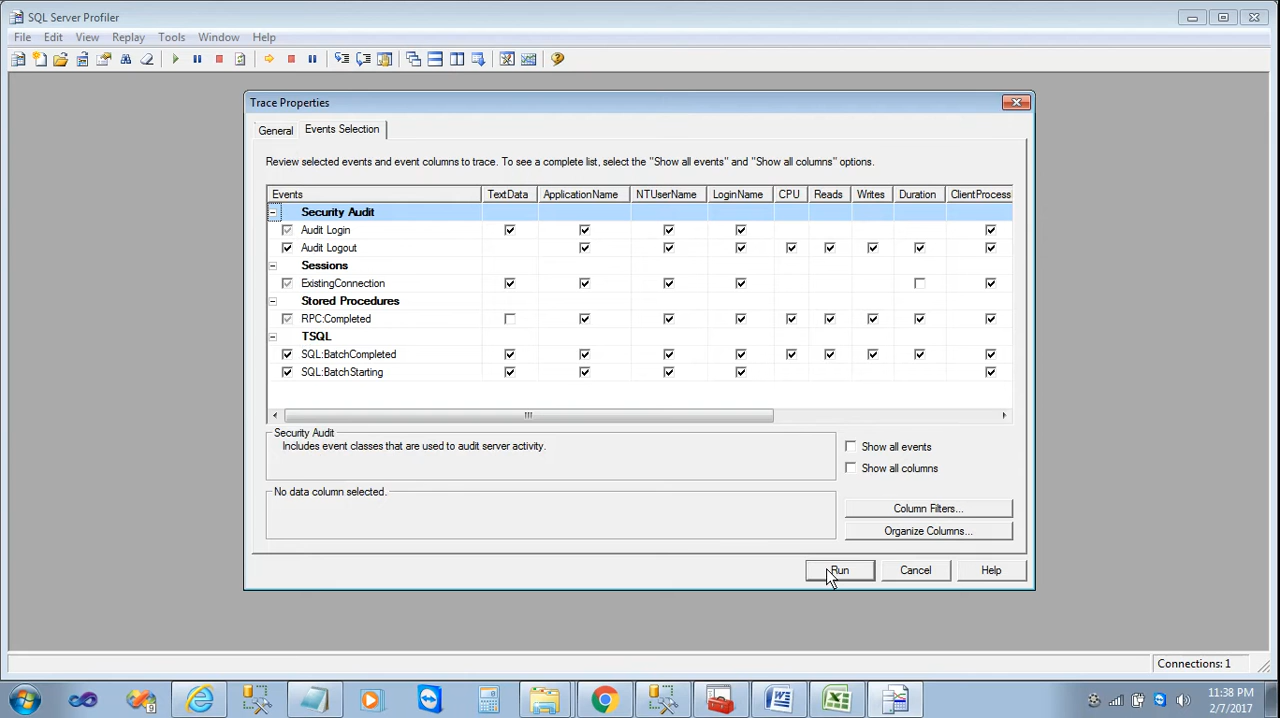 SQL Server Profiler
File Edit View Replay Tools Window Help
Trace Properties
General Events Selection
Review selected events and event columns to trace. To see a complete list, select the "Show all events" and "Show all columns" options.
Events TextData ApplicationName NTUserName LoginName CPU Reads Writes Duration ClientProcess
Security Audit
Audit Login
Audit Logout
Sessions
ExistingConnection
Stored Procedures
RPC:Completed
TSQL
SQL:BatchCompleted
SQL:BatchStarting
Security Audit
Includes event classes that are used to audit server activity.
Show all events
Show all columns
No data column selected.
Column Filters...
Organize Columns...
Run Cancel Help
Connections: 1
11:38 PM
2/7/2017